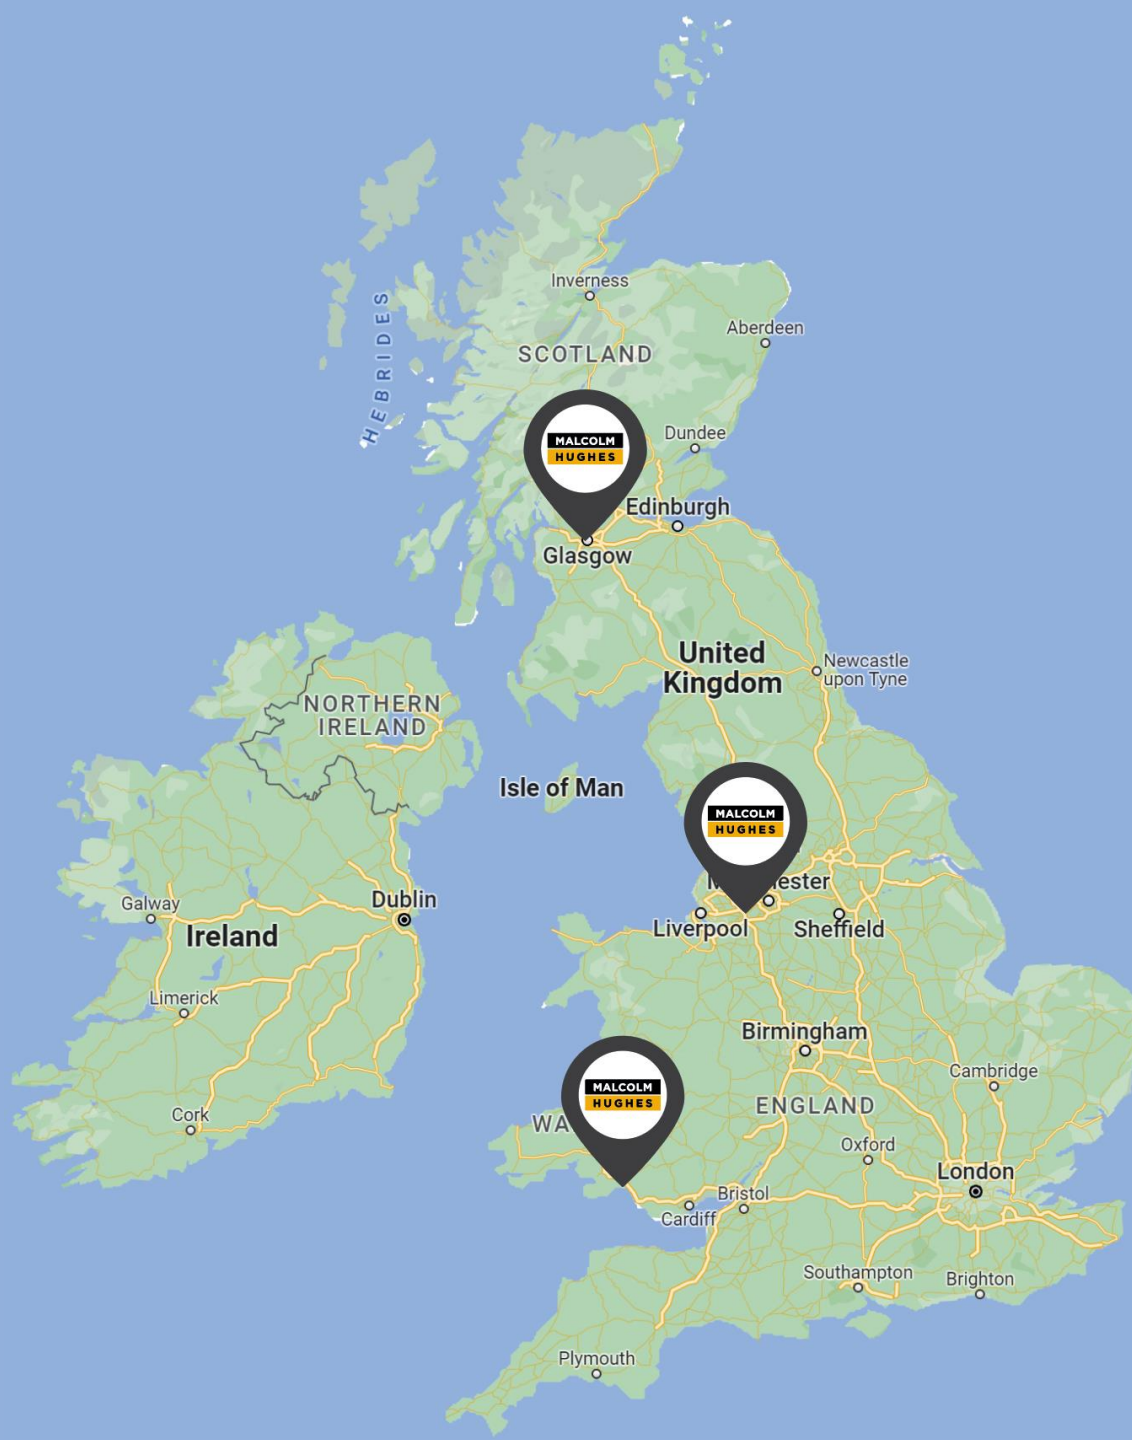 Inverness
Aberdeen
SCOTLAND
HEBRIDES
Dundee
MALCOLM
HUGHES
Edinburgh
Glasgow
United
Kingdom
Newcastle
upon Tyne
NORTHERN
IRELAND
Isle of Man
MALCOLM
HUGHES
Galway
Dublin
Ireland
Liverpool
Sheffield
Limerick
Birmingham
Cambridge
MALCOLM
HUGHES
ENGLAND
Cork
Oxford
London
Bristol
Cardiff
Southampton
Brighton
Plymouth